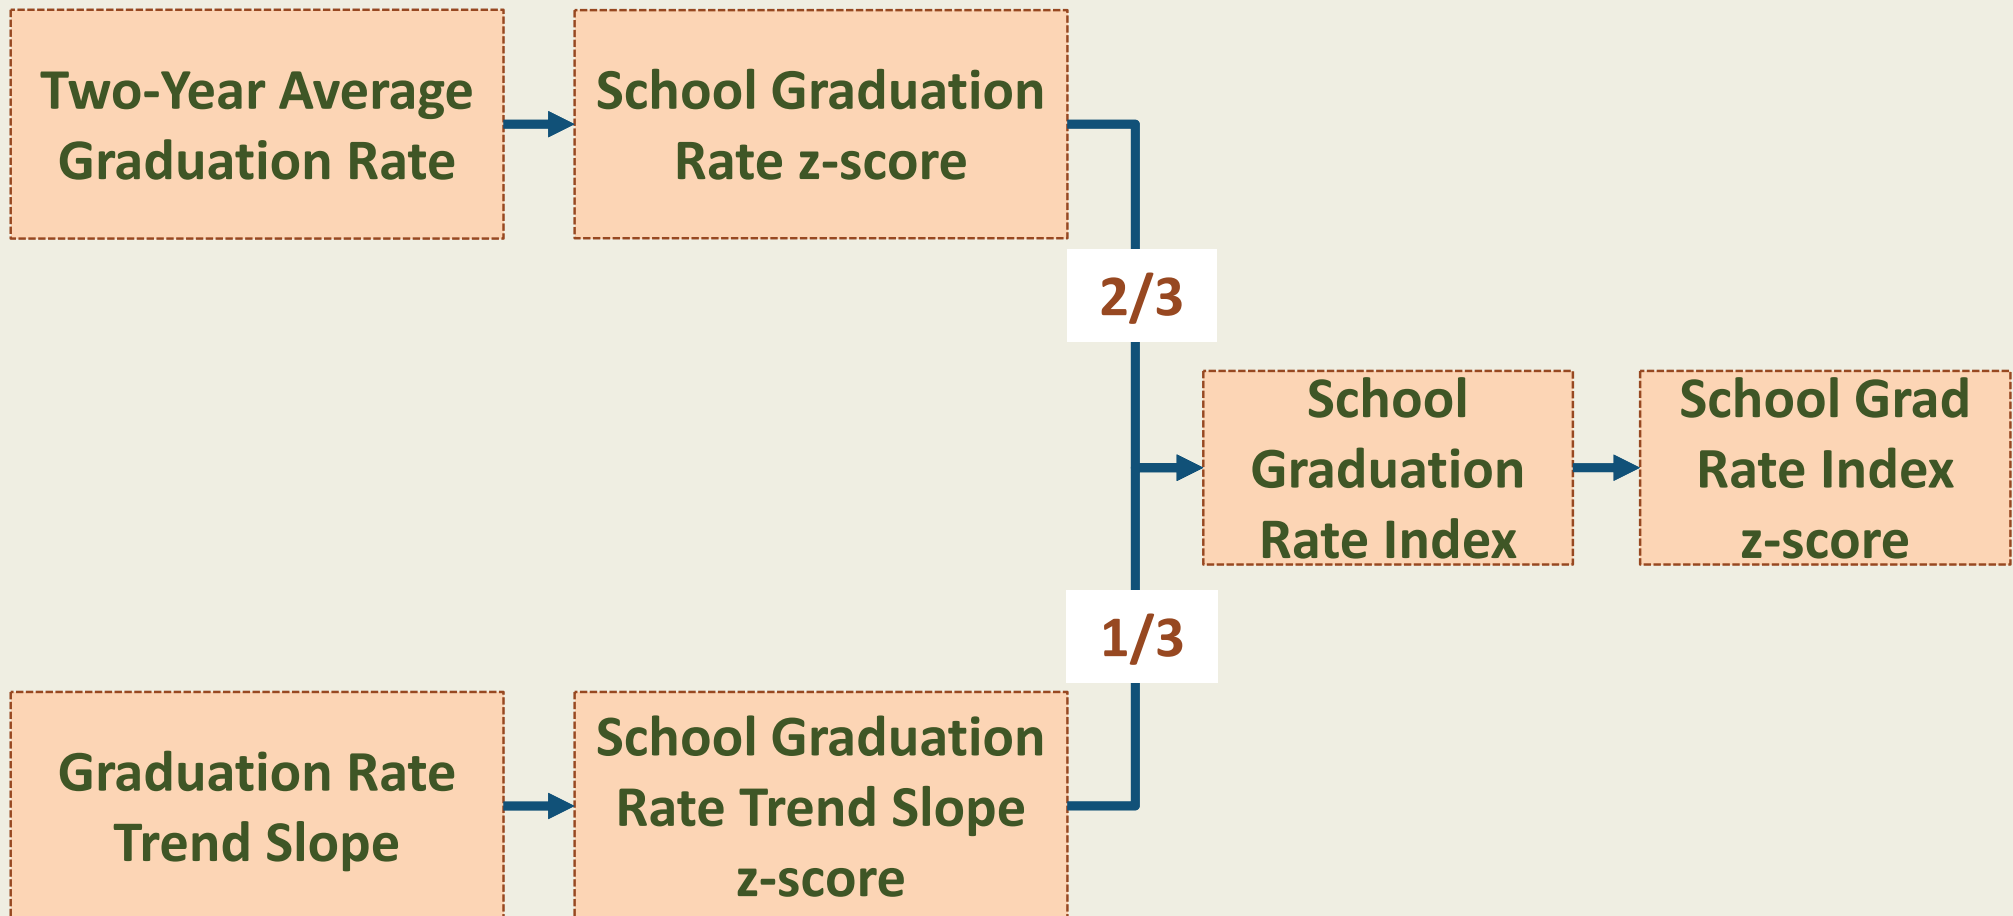 Two-Year Average
Graduation Rate
School Graduation
Rate z-score
2/3
School
Graduation
Rate Index
School Grad
Rate Index
z-score
1/3
Graduation Rate
Trend Slope
School Graduation
Rate Trend Slope
z-score